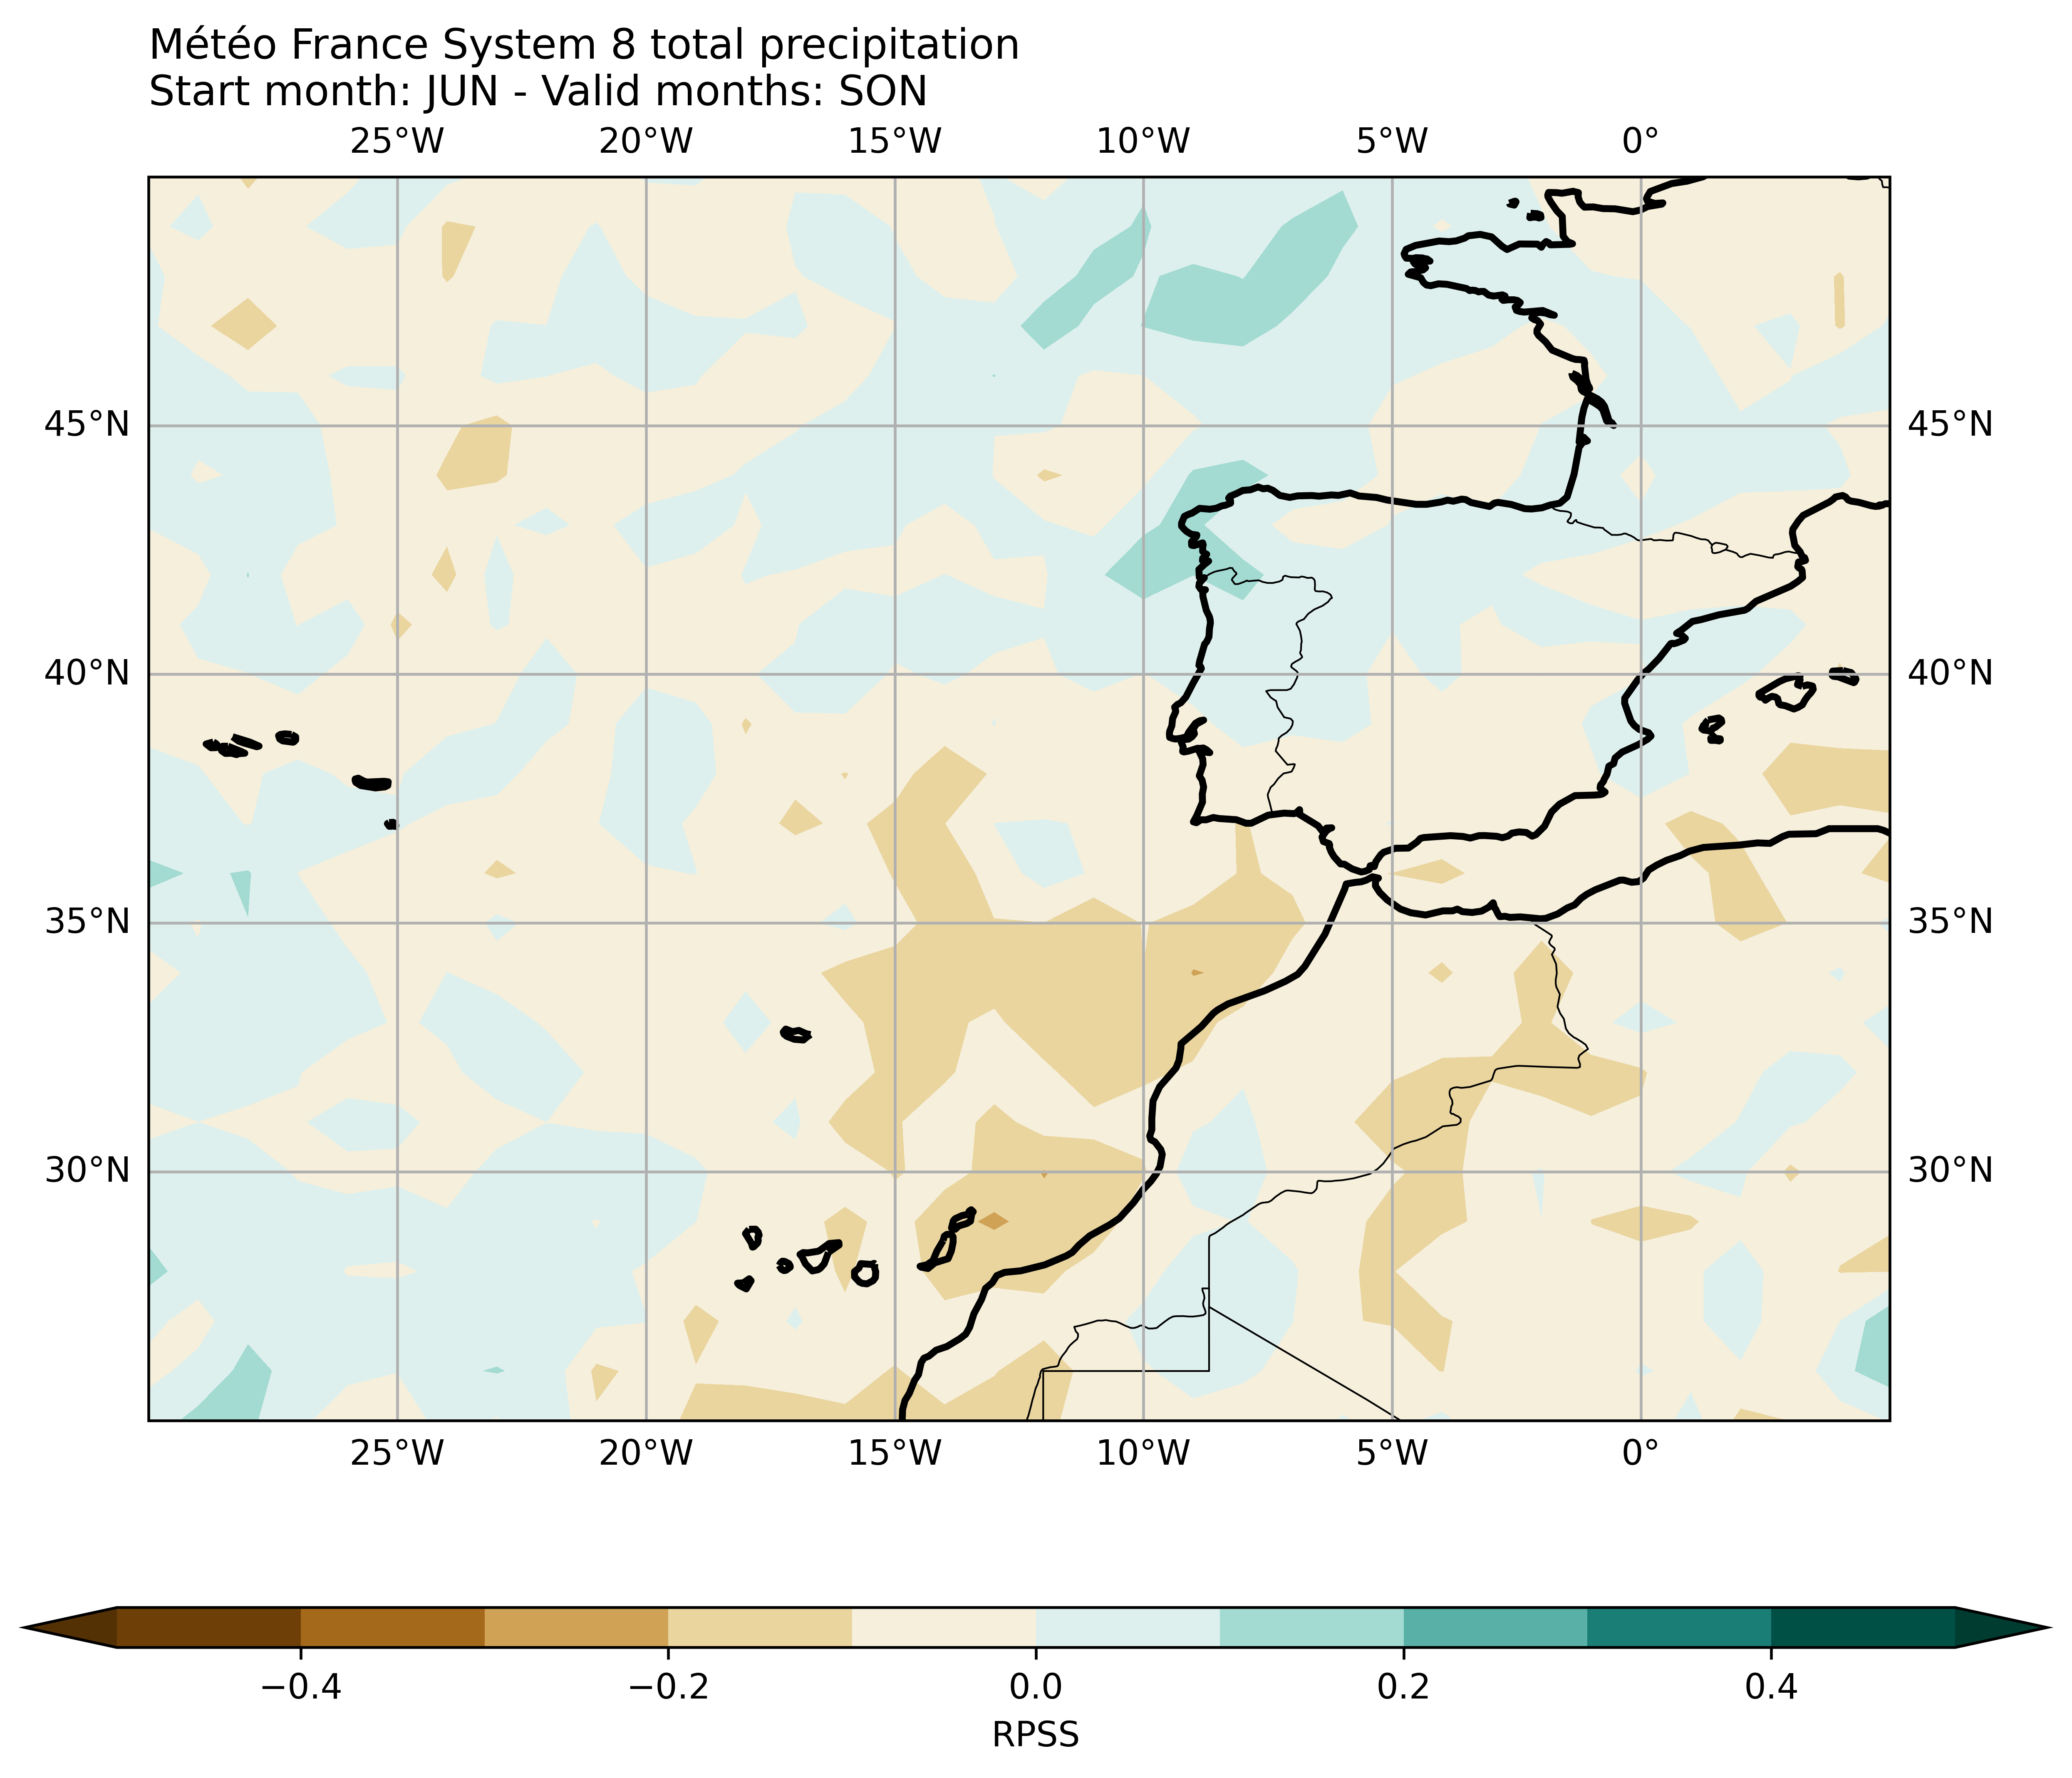 Météo France System 8 total precipitation
Start month: JUN - Valid months: SON
25°W 20°W 15°W 10°W 5°W 0°
45°N 45°N
40°N 40°N
35°N 35°N
30°N 30°N
25°W 20°W 15°W 10°W 5°W 0°
−0.4 −0.2 0.0 0.2 0.4
RPSS